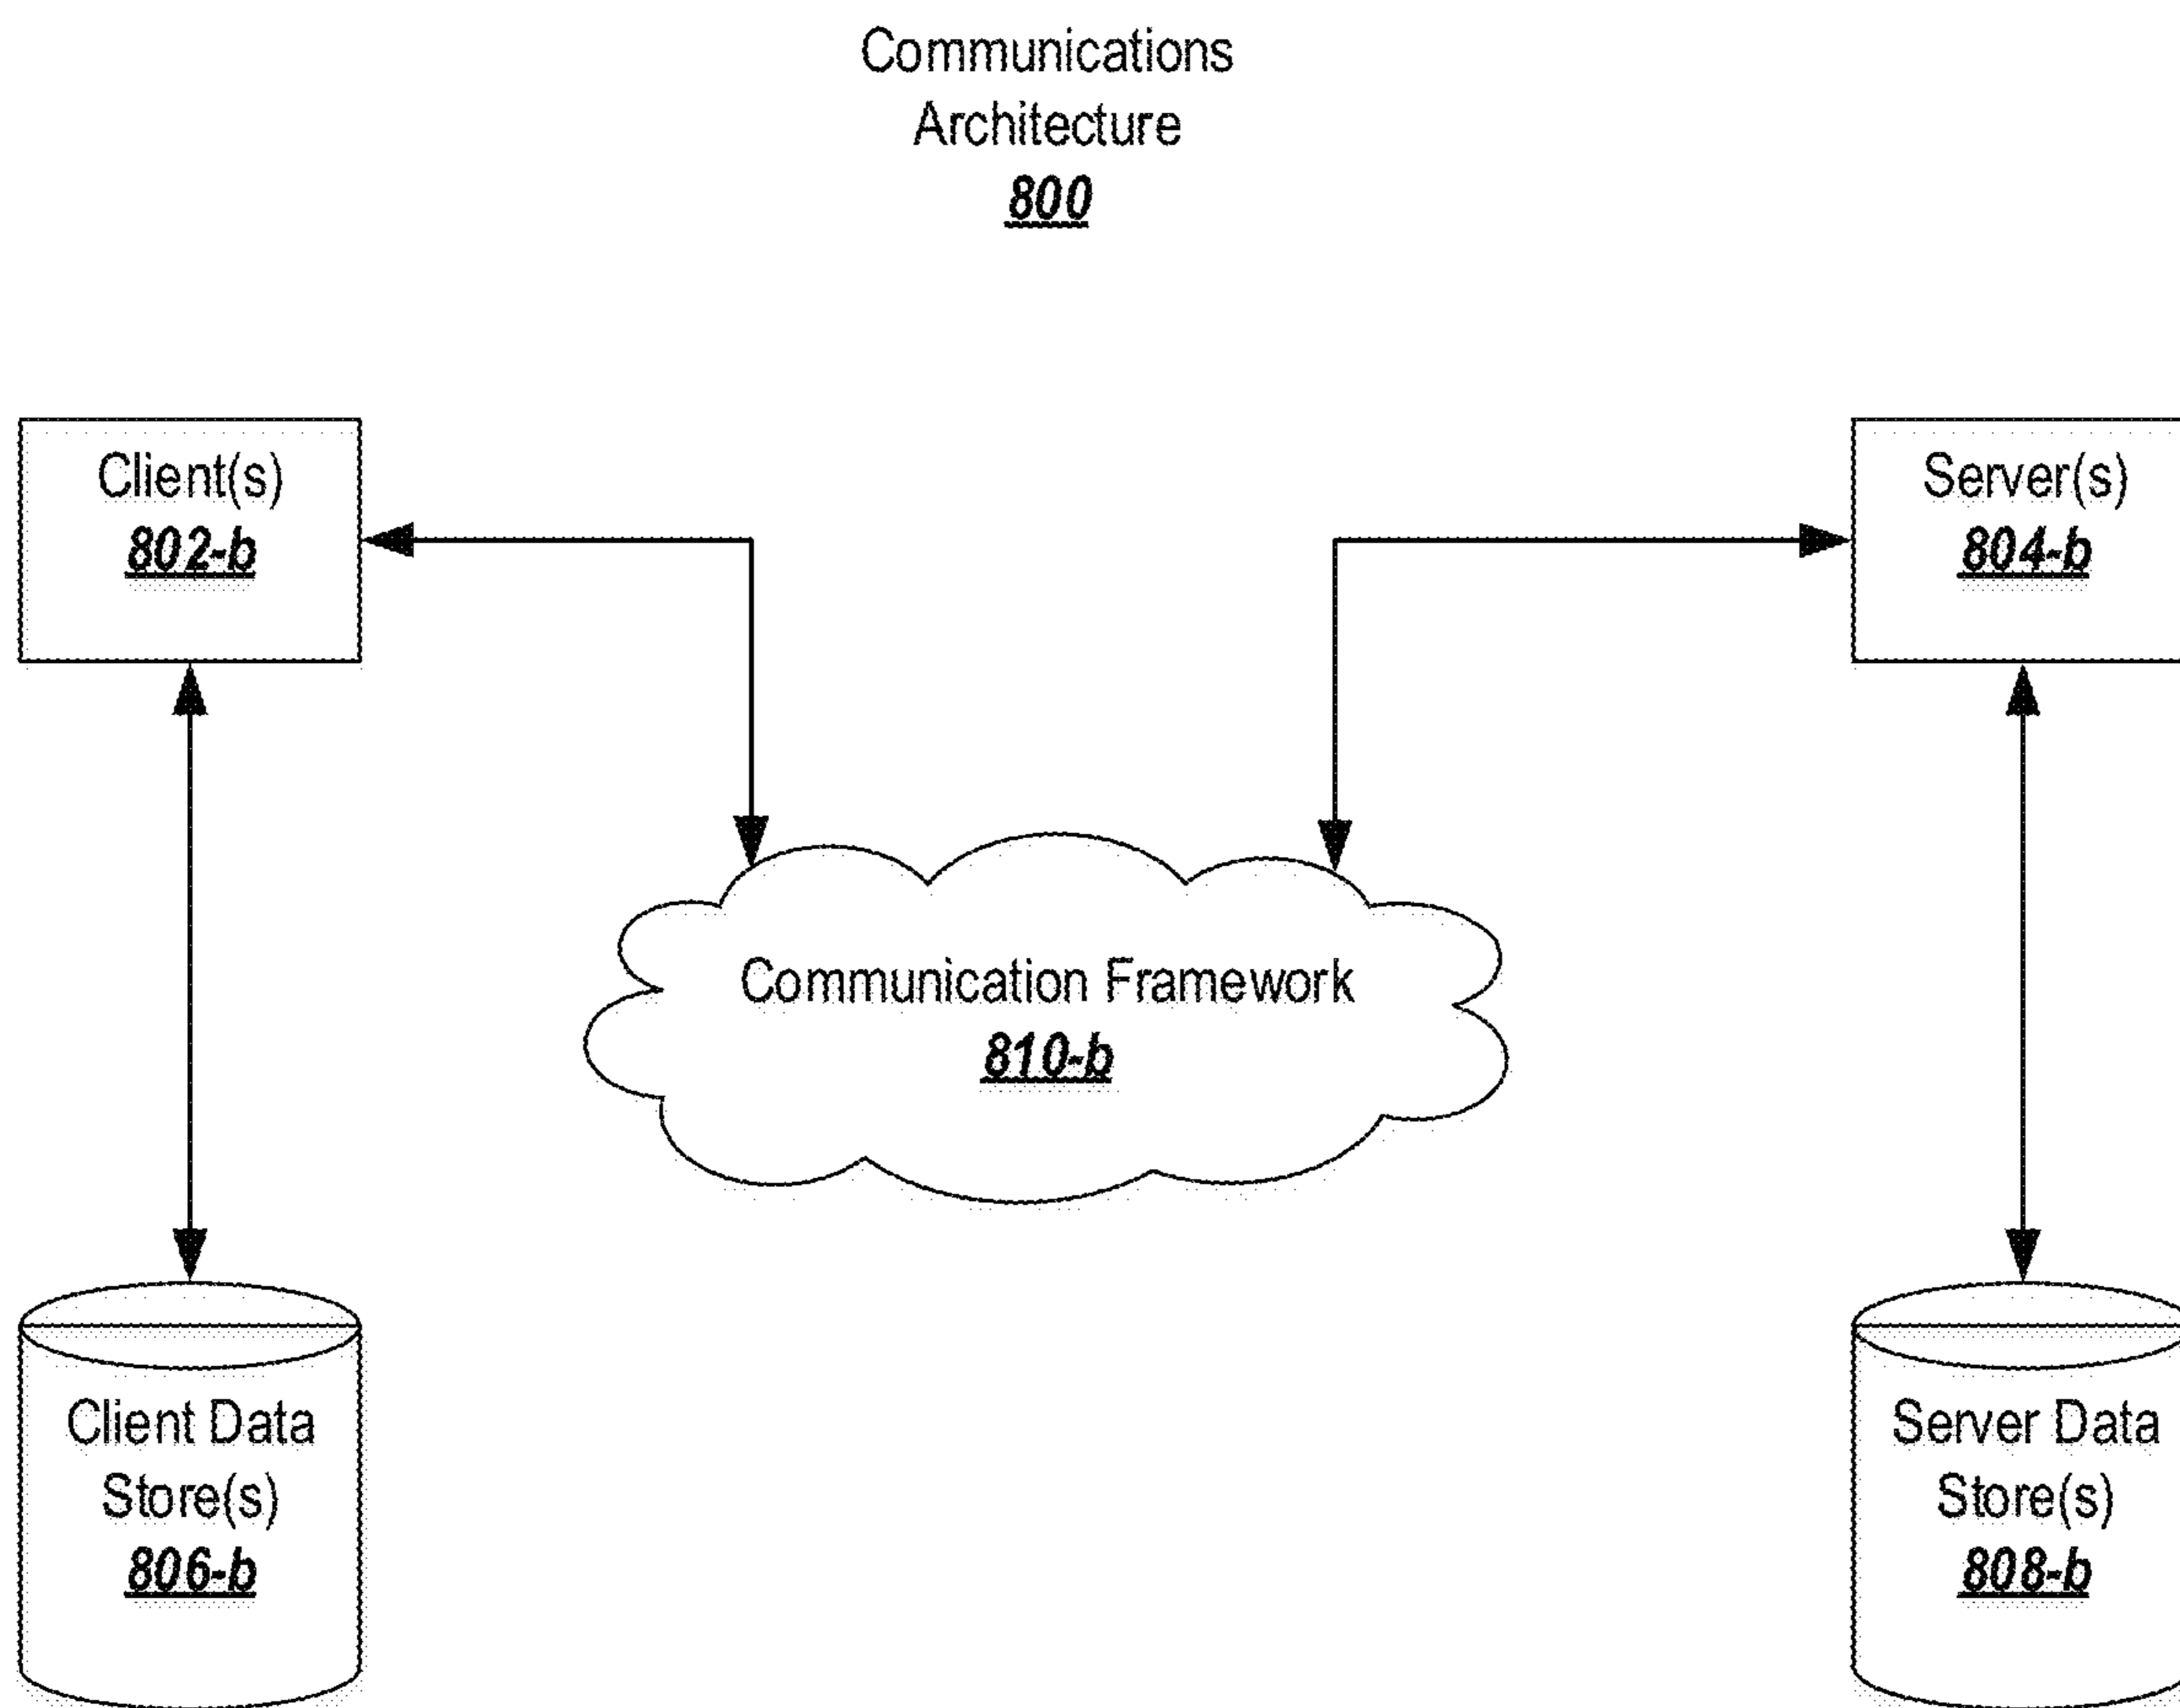 Communications
Architecture
800
Client(s)
802-b
Server(s)
804-b
Communication Framework
810-b
Client Data
Store(s)
806-b
Server Data
Store(s)
808-b